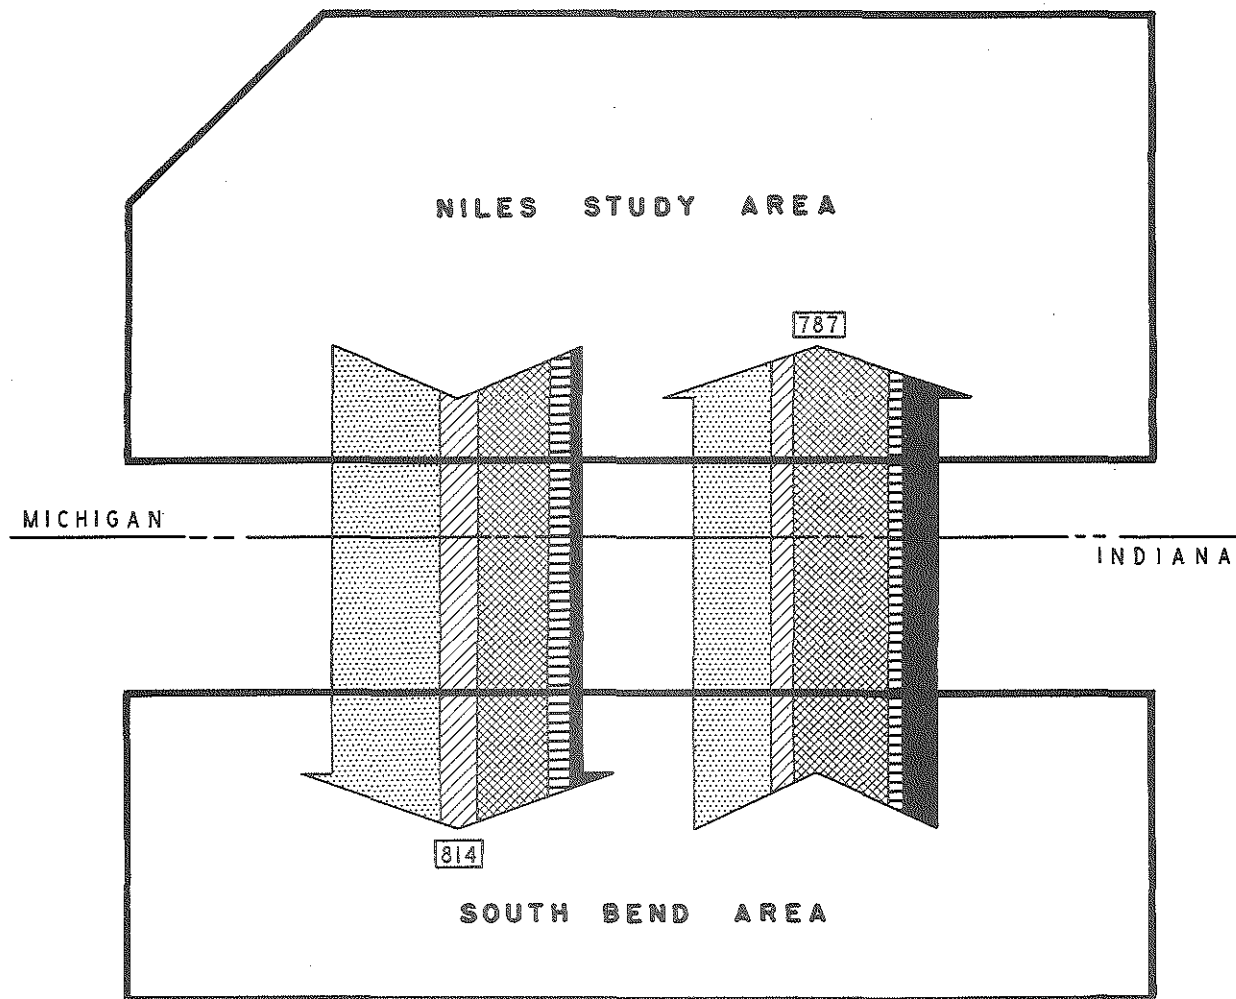 NILES STUDY AREA
787
MICHIGAN
INDIANA
814
SOUTH BEND AREA